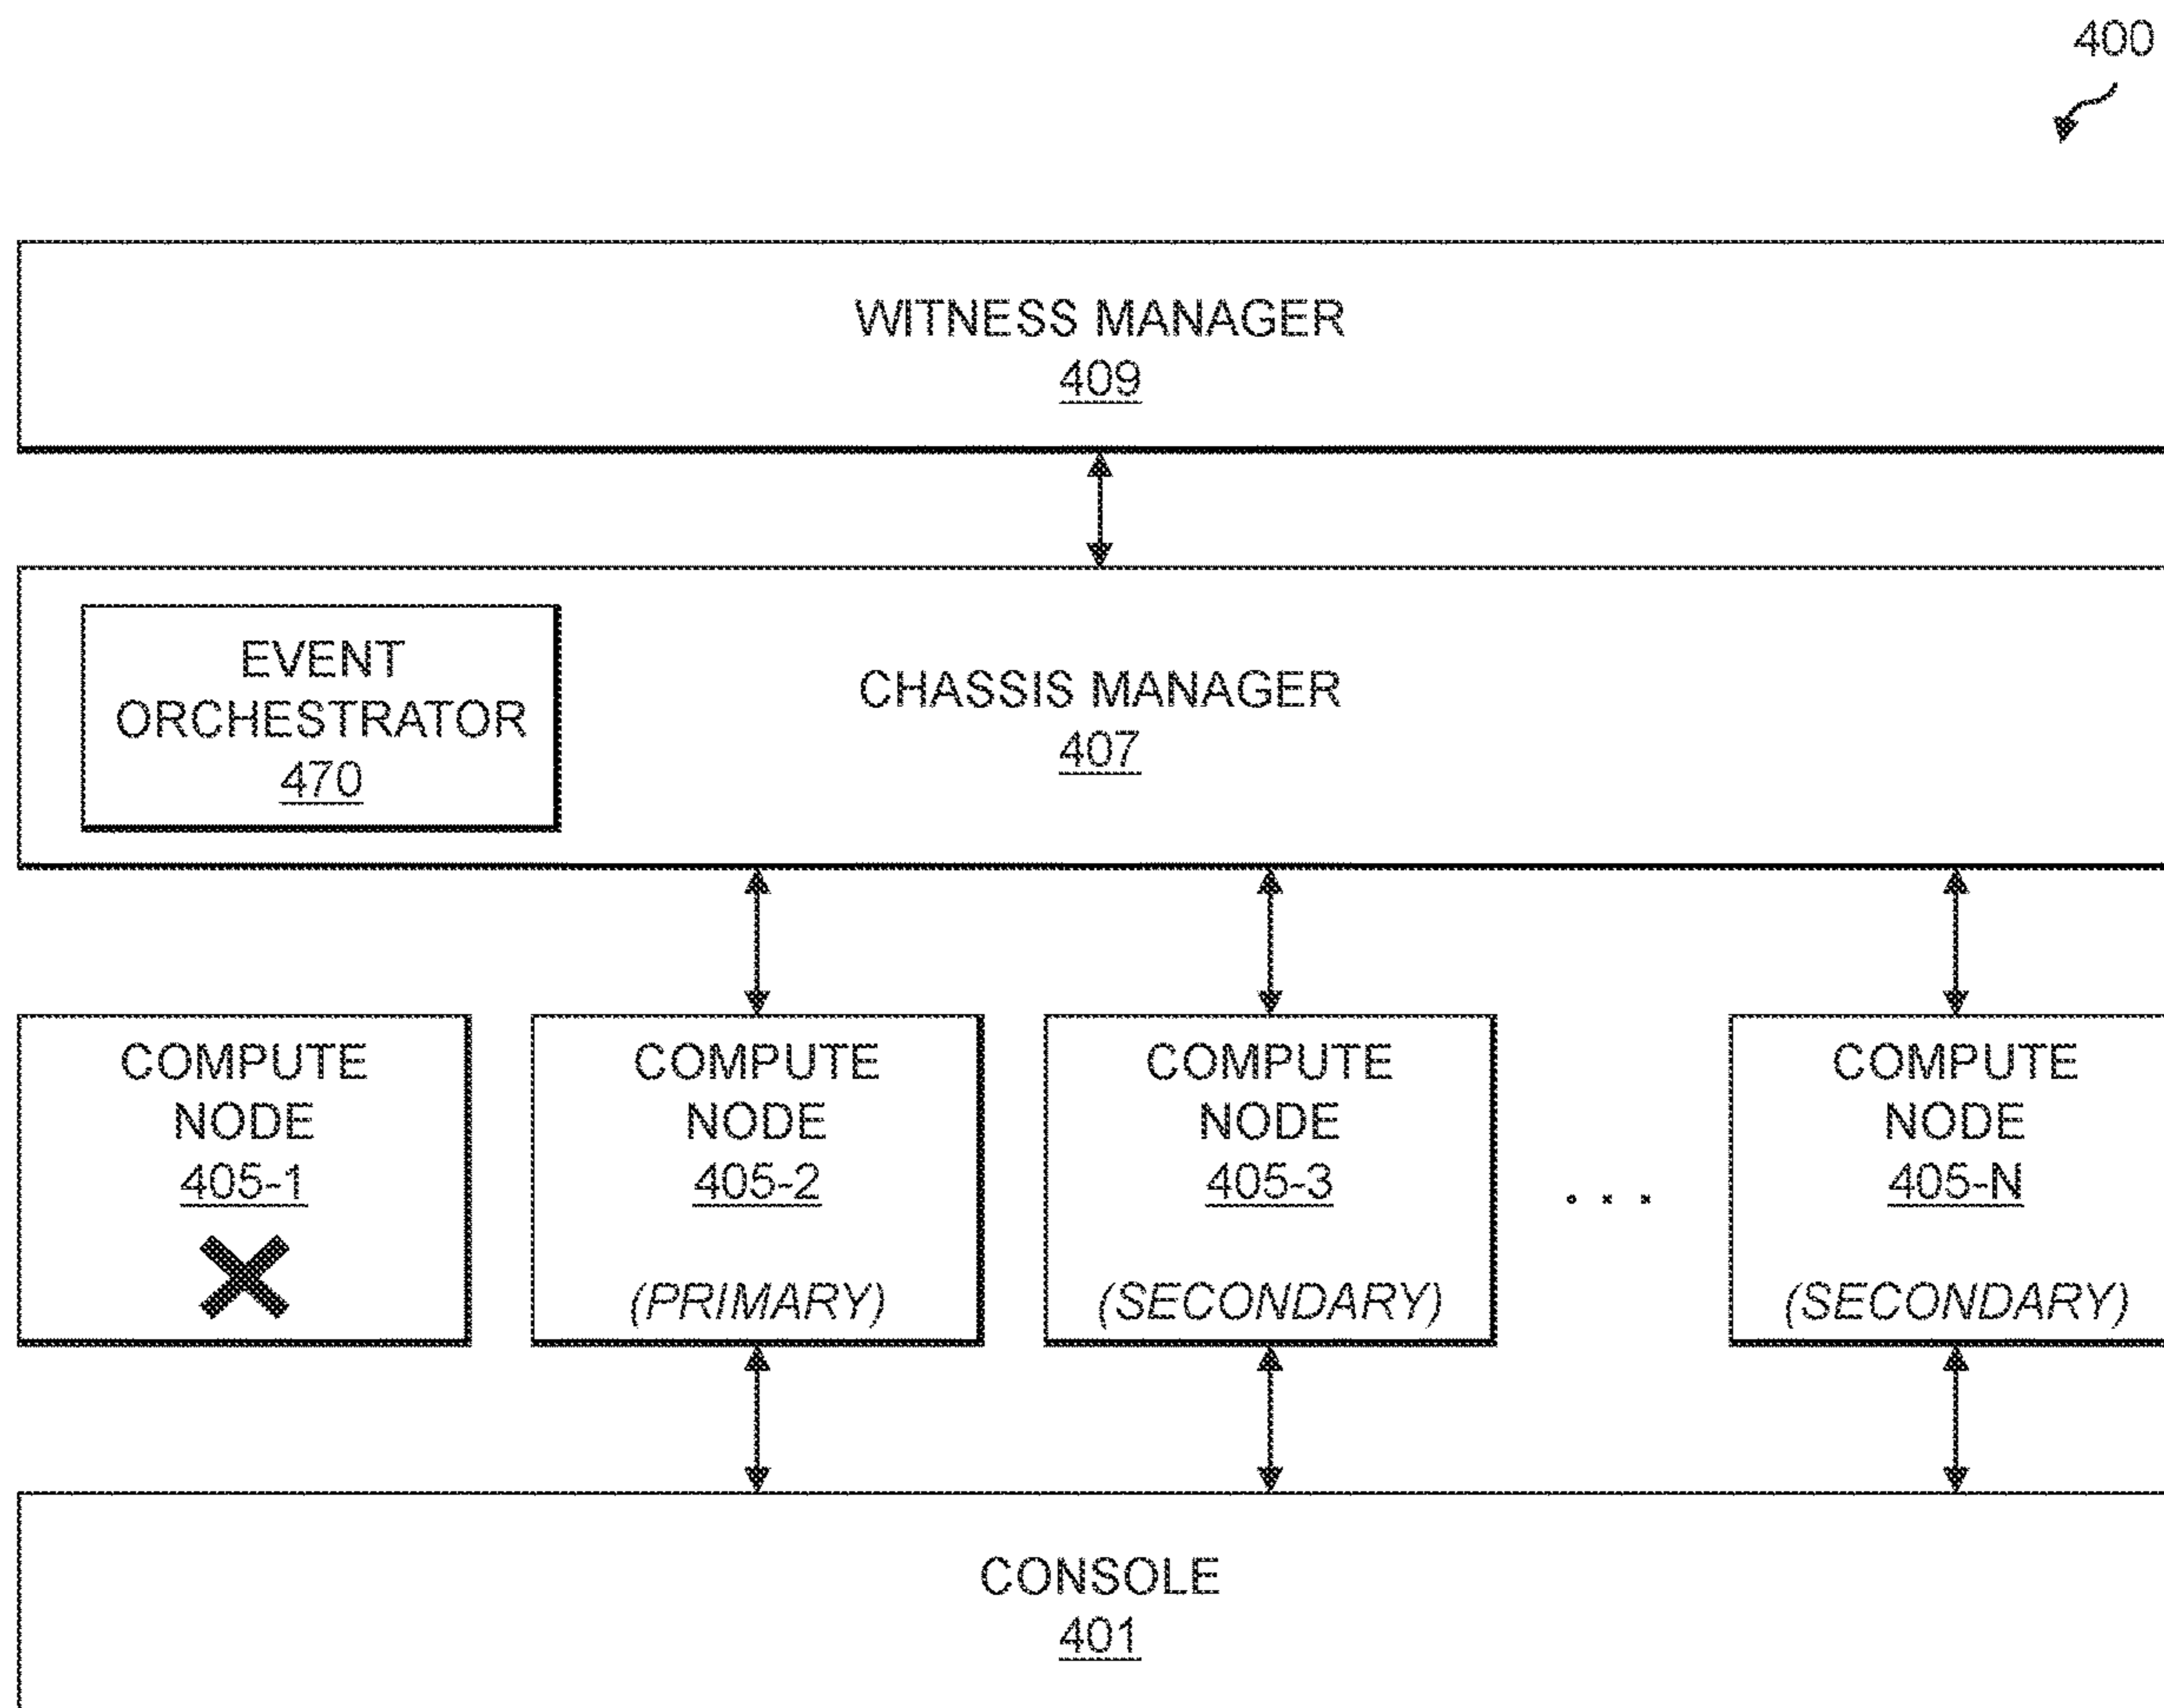 400
WITNESS MANAGER
409
EVENT
ORCHESTRATOR
470
CHASSIS MANAGER
407
COMPUTE
NODE
405-1
COMPUTE
NODE
405-2
(PRIMARY)
COMPUTE
NODE
405-3
(SECONDARY)
. . .
COMPUTE
NODE
405-N
(SECONDARY)
CONSOLE
401